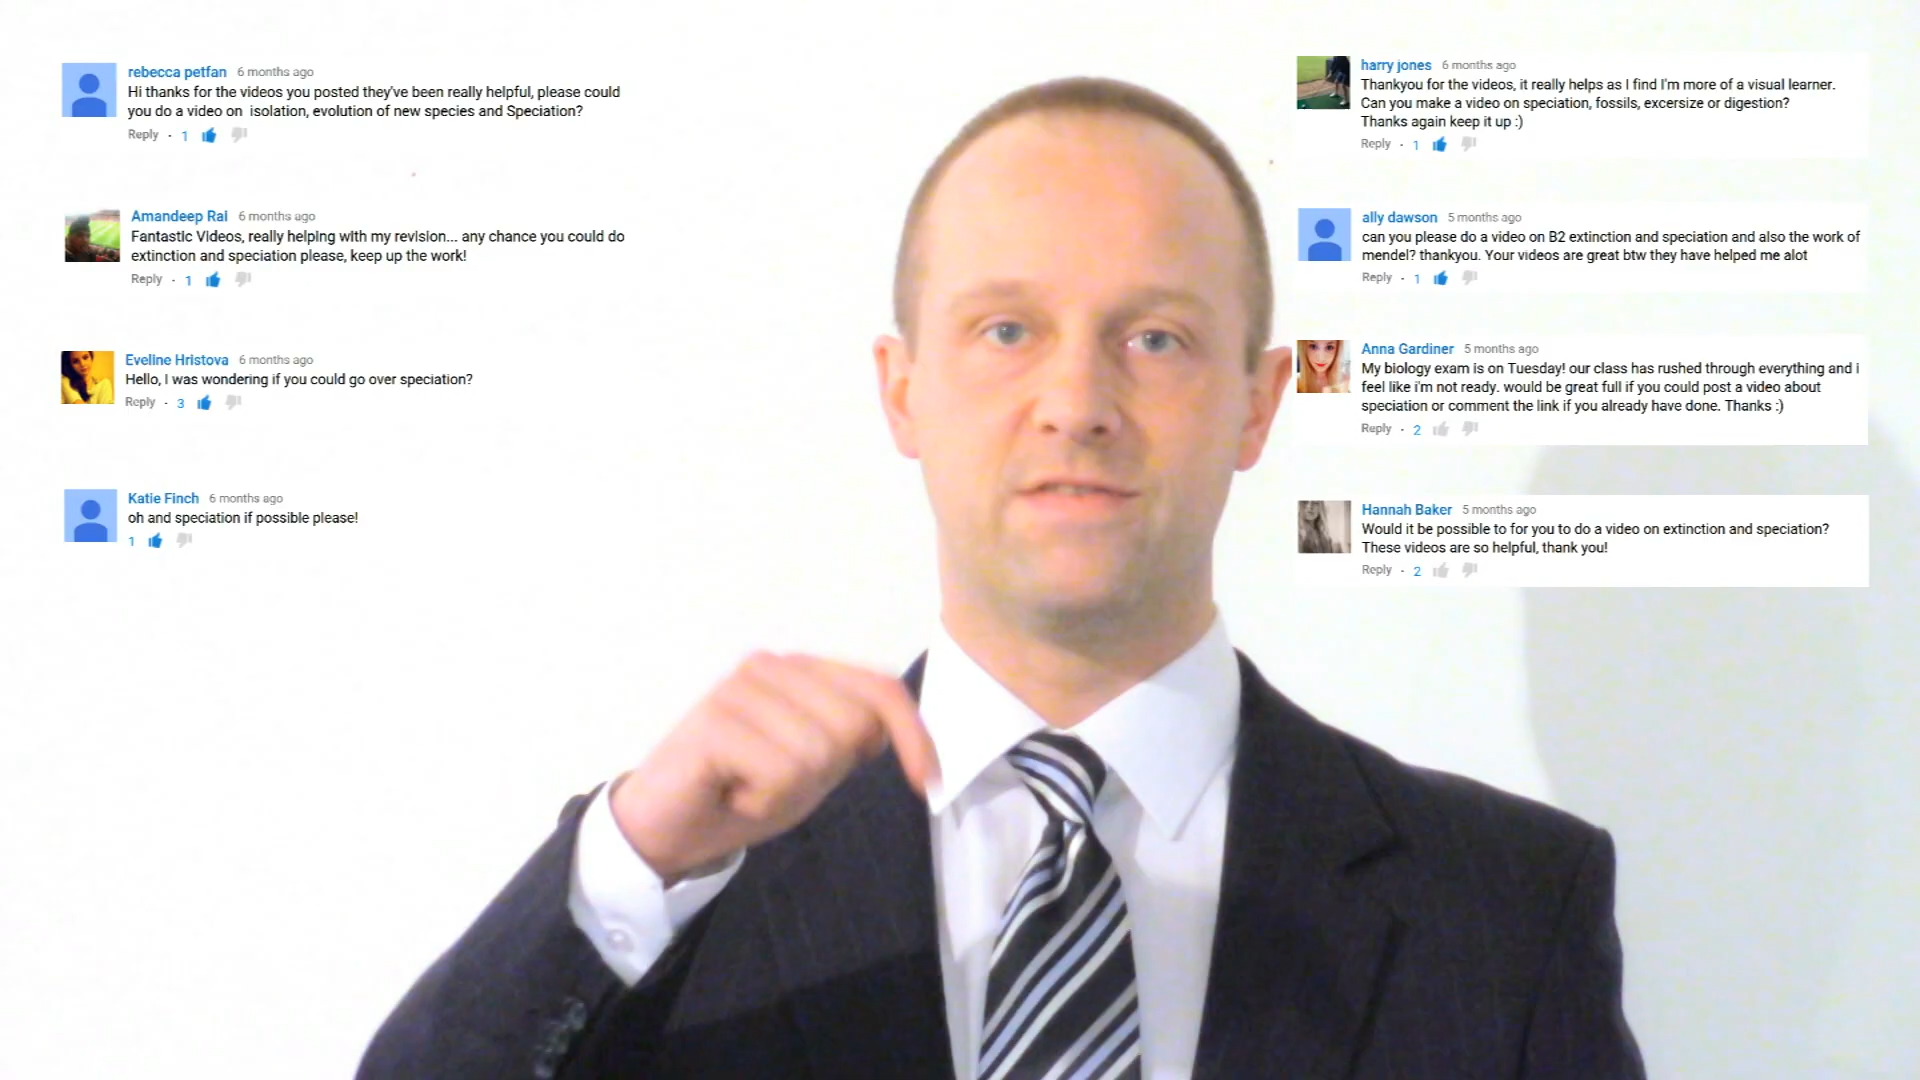 rebecca petfan 6 months ago
Hi thanks for the videos you posted they've been really helpful, please could
you do a video on isolation, evolution of new species and Speciation?
Reply · 1
Amandeep Rai 6 months ago
Fantastic Videos, really helping with my revision... any chance you could do
extinction and speciation please, keep up the work!
Reply · 1
Eveline Hristova 6 months ago
Hello, I was wondering if you could go over speciation?
Reply · 3
Katie Finch 6 months ago
oh and speciation if possible please!
1
harry jones 6 months ago
Thankyou for the videos, it really helps as I find I'm more of a visual learner.
Can you make a video on speciation, fossils, excersize or digestion?
Thanks again keep it up :)
Reply · 1
ally dawson 5 months ago
can you please do a video on B2 extinction and speciation and also the work of
mendel? thankyou. Your videos are great btw they have helped me alot
Reply · 1
Anna Gardiner 5 months ago
My biology exam is on Tuesday! our class has rushed through everything and i
feel like i'm not ready. would be great full if you could post a video about
speciation or comment the link if you already have done. Thanks :)
Reply · 2
Hannah Baker 5 months ago
Would it be possible to for you to do a video on extinction and speciation?
These videos are so helpful, thank you!
Reply · 2